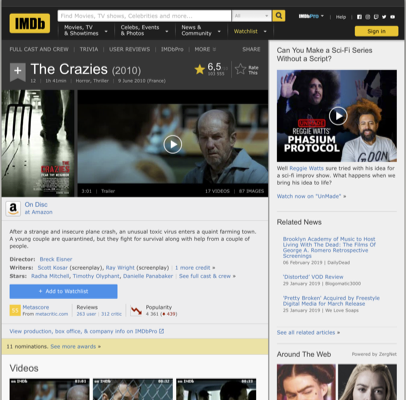 IMDb
Find Movies, TV shows, Celebrities and more...
All
IMDbPro
Help
Movies, TV
& Showtimes
Celebs, Events
& Photos
News &
Community
Watchlist
Sign in
FULL CAST AND CREW | TRIVIA | USER REVIEWS | IMDbPro | MORE
SHARE
The Crazies (2010)
6,5
Rate
This
12 | 1h 41min | Horror, Thriller | 9 June 2010 (France)
THE CRAZIES
3:01 | Trailer
17 VIDEOS | 87 IMAGES
a
On Disc
at Amazon
After a strange and insecure plane crash, an unusual toxic virus enters a quaint farming town.
A young couple are quarantined, but they fight for survival along with help from a couple of
people.
Director: Breck Eisner
Writers: Scott Kosar (screenplay), Ray Wright (screenplay) | 1 more credit »
Stars: Radha Mitchell, Timothy Olyphant, Danielle Panabaker | See full cast & crew »
+ Add to Watchlist
Metascore
From metacritic.com
Reviews
263 user | 312 critic
Popularity
4 361 (439)
View production, box office, & company info on IMDbPro
11 nominations. See more awards »
Videos
Can You Make a Sci-Fi Series
Without a Script?
REGGIE WATTS'
PHASIUM
PROTOCOL
Well Reggie Watts sure tried with his idea for
a sci-fi improv show. What happens when we
bring his idea to life?
Watch now on "UnMade" »
Related News
Brooklyn Academy of Music to Host
Living With The Dead: The Films Of
George A. Romero Retrospective
Screenings
06 February 2019 | DailyDead
'Distorted' VOD Review
29 January 2019 | Blogomatic3000
'Pretty Broken' Acquired by Freestyle
Digital Media for March Release
25 January 2019 | We Love Soaps
See all related articles »
Around The Web
Powered by ZergNet